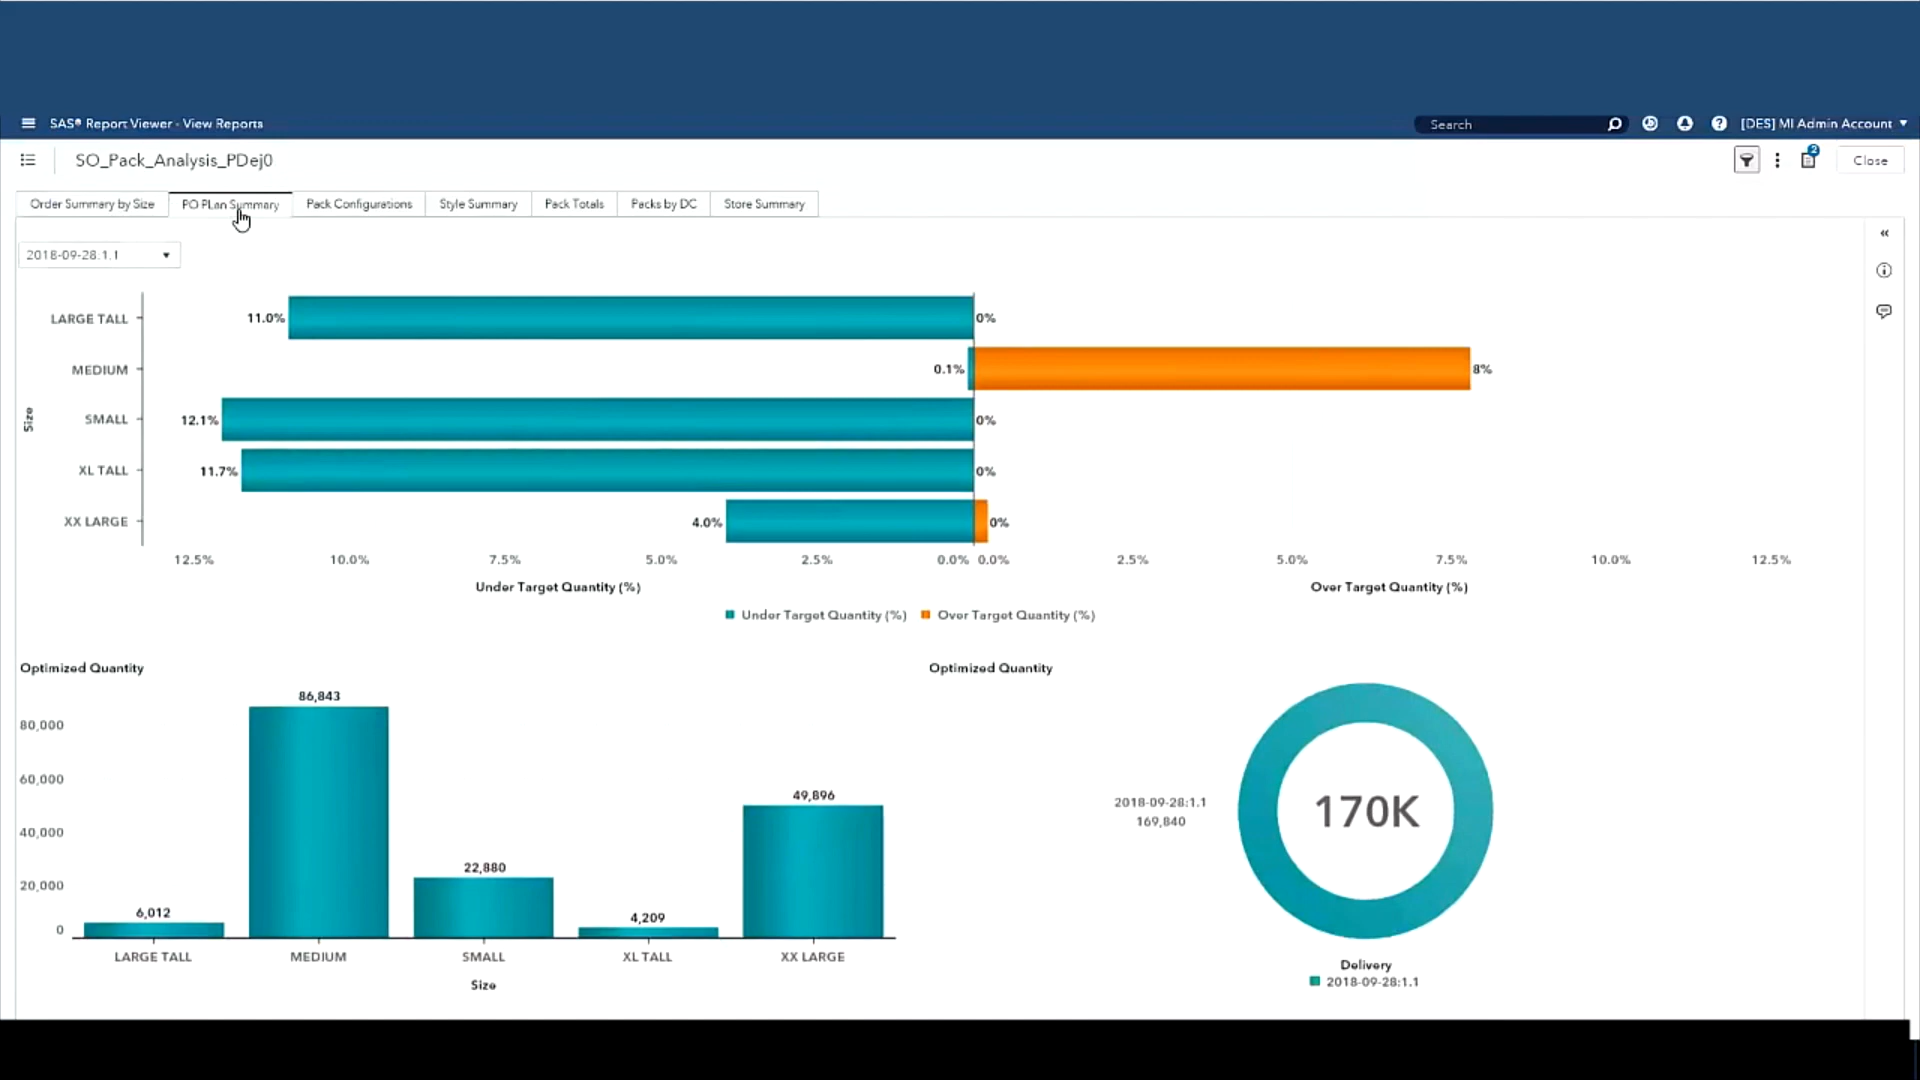 SAS® Report Viewer - View Reports
Search
[DES] MI Admin Account
SO_Pack_Analysis_PDej0
2
Close
Order Summary by Size
PO PLan Summary
Pack Configurations
Style Summary
Pack Totals
Packs by DC
Store Summary
2018-09-28:1.1
Size
LARGE TALL 11.0% 0%
MEDIUM 0.1% 8%
SMALL 12.1% 0%
XL TALL 11.7% 0%
XX LARGE 4.0% 0%
12.5% 10.0% 7.5% 5.0% 2.5% 0.0% 0.0% 2.5% 5.0% 7.5% 10.0% 12.5%
Under Target Quantity (%) Over Target Quantity (%)
Under Target Quantity (%) Over Target Quantity (%)
Optimized Quantity
80,000
60,000
40,000
20,000
0
6,012 86,843 22,880 4,209 49,896
LARGE TALL MEDIUM SMALL XL TALL XX LARGE
Size
Optimized Quantity
2018-09-28:1.1
169,840
170K
Delivery
2018-09-28:1.1